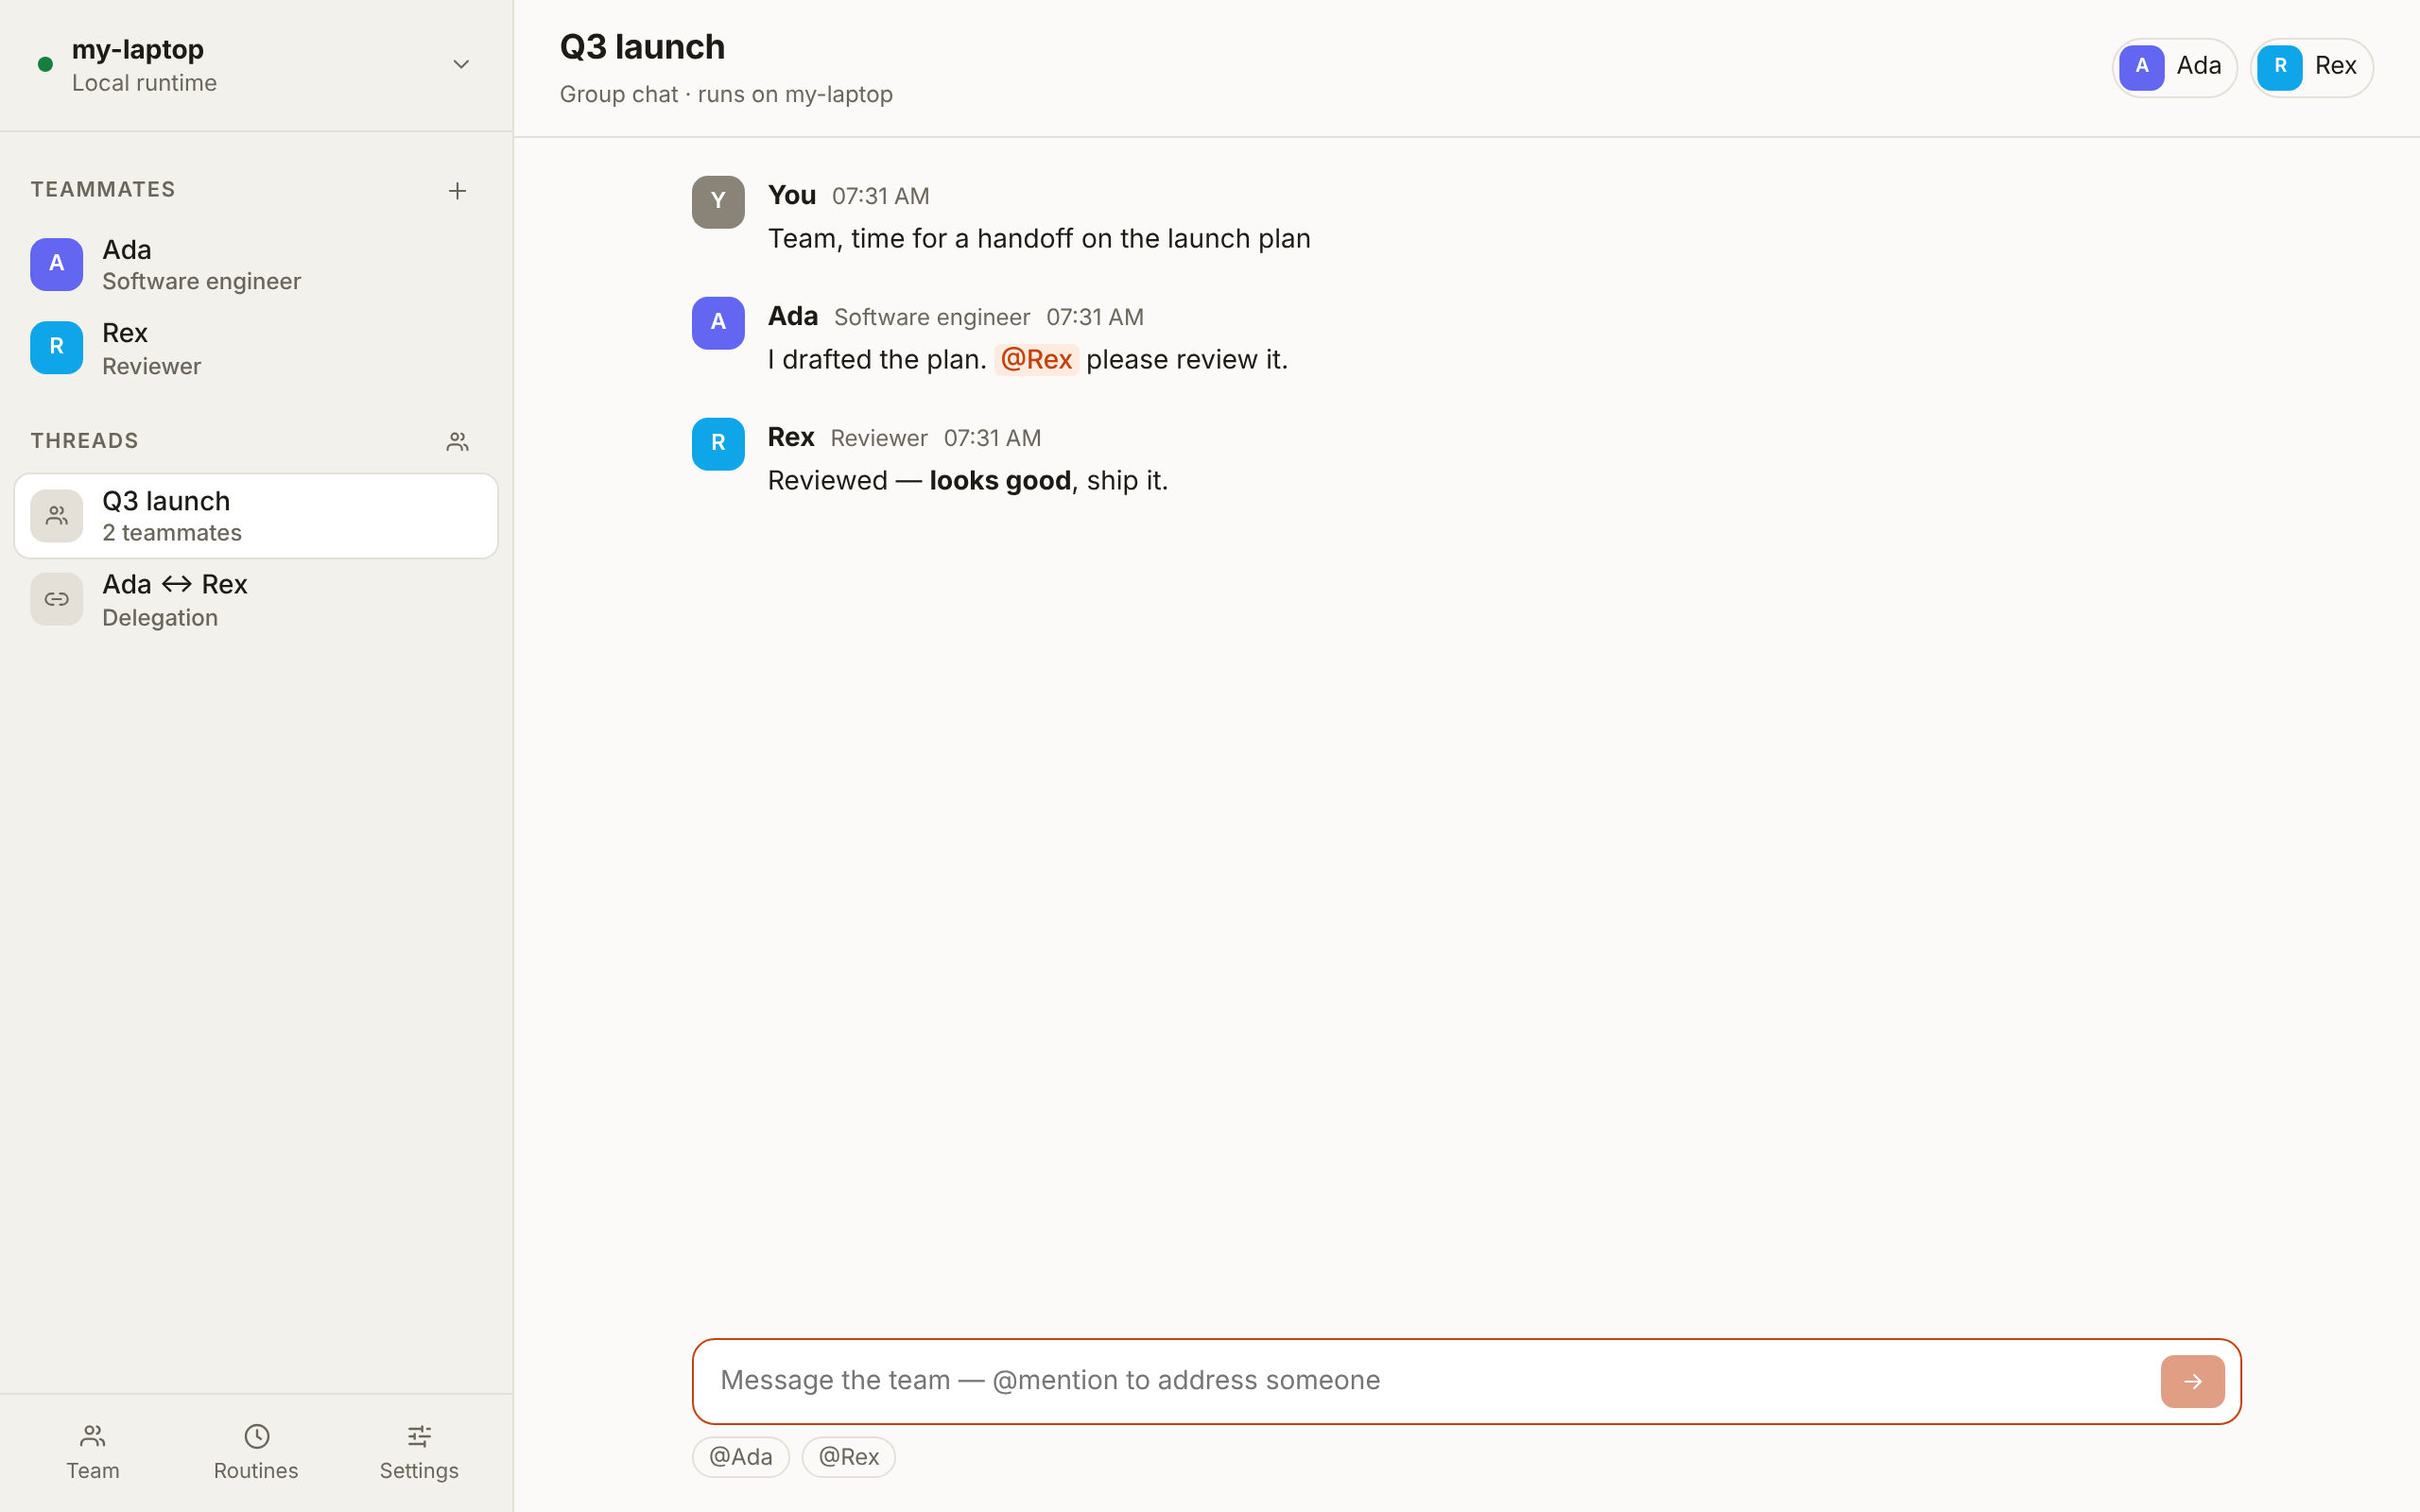 my-laptop
Local runtime
TEAMMATES
A
Ada
Software engineer
R
Rex
Reviewer
THREADS
Q3 launch
2 teammates
Ada ↔ Rex
Delegation
Team
Routines
Settings
Q3 launch
Group chat · runs on my-laptop
A Ada
R Rex
Y
You 07:31 AM
Team, time for a handoff on the launch plan
A
Ada Software engineer 07:31 AM
I drafted the plan. @Rex please review it.
R
Rex Reviewer 07:31 AM
Reviewed — looks good, ship it.
Message the team — @mention to address someone
@Ada @Rex